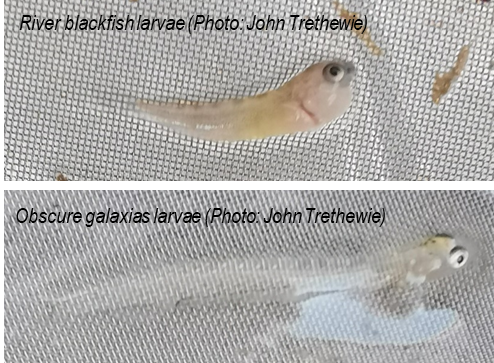 River blackfish larvae (Photo: John Trethewie)
Obscure galaxias larvae (Photo: John Trethewie)